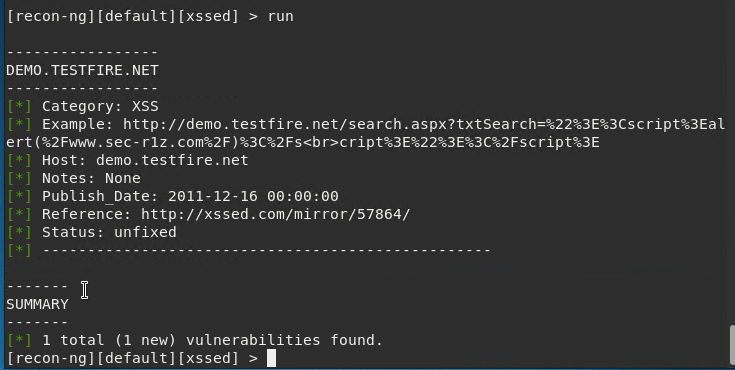 [recon-ng][default][xssed] > run
-----------------
DEMO.TESTFIRE.NET
-----------------
[*] Category: XSS
[*] Example: http://demo.testfire.net/search.aspx?txtSearch=%22%3E%3Cscript%3Eal
ert(%2Fwww.sec-r1z.com%2F)%3C%2Fs<br>cript%3E%22%3E%3C%2Fscript%3E
[*] Host: demo.testfire.net
[*] Notes: None
[*] Publish_Date: 2011-12-16 00:00:00
[*] Reference: http://xssed.com/mirror/57864/
[*] Status: unfixed
[*] --------------------------------------------------
-------
SUMMARY
-------
[*] 1 total (1 new) vulnerabilities found.
[recon-ng][default][xssed] >